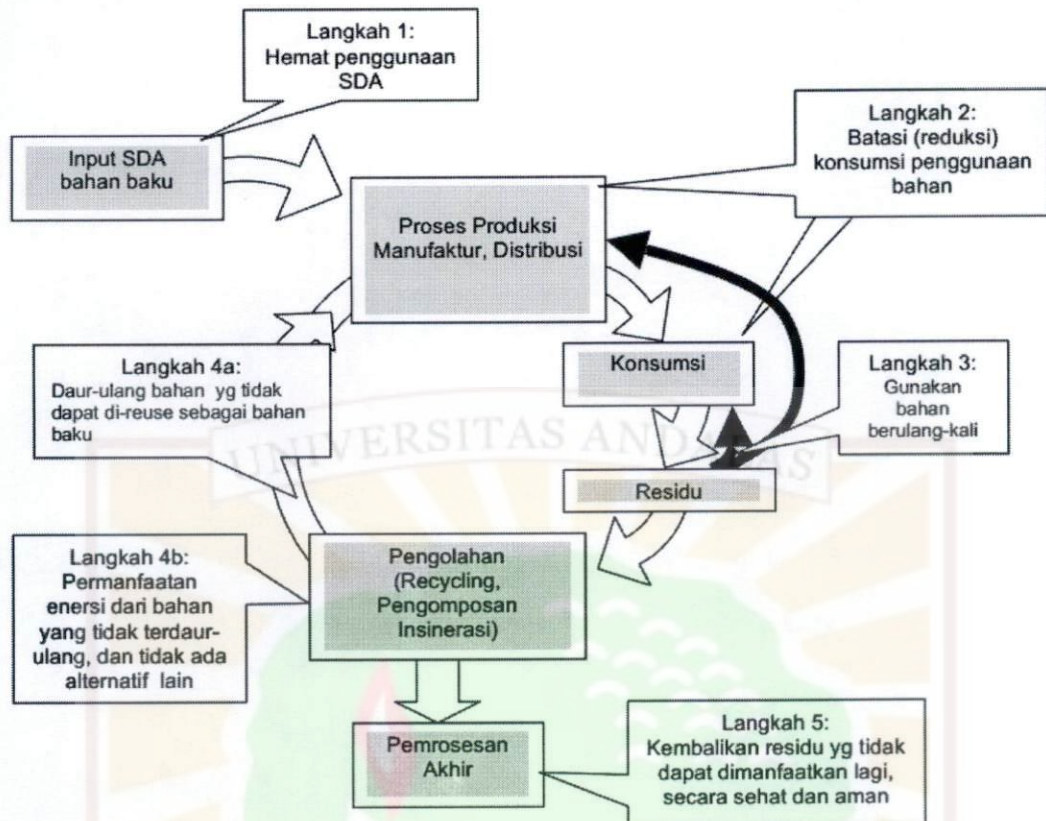 Langkah 1:
Hemat penggunaan
SDA
Input SDA
bahan baku
Langkah 2:
Batasi (reduksi)
konsumsi penggunaan
bahan
Proses Produksi
Manufaktur, Distribusi
Langkah 4a:
Daur-ulang bahan yg tidak
dapat di-reuse sebagai bahan
baku
Konsumsi
Langkah 3:
Gunakan
bahan
berulang-kali
UNIVERSITAS ANDALAS
Residu
Langkah 4b:
Permanfaatan
enersi dari bahan
yang tidak terdaur-
ulang, dan tidak ada
alternatif lain
Pengolahan
(Recycling,
Pengomposan
Insinerasi)
Pemrosesan
Akhir
Langkah 5:
Kembalikan residu yg tidak
dapat dimanfaatkan lagi,
secara sehat dan aman